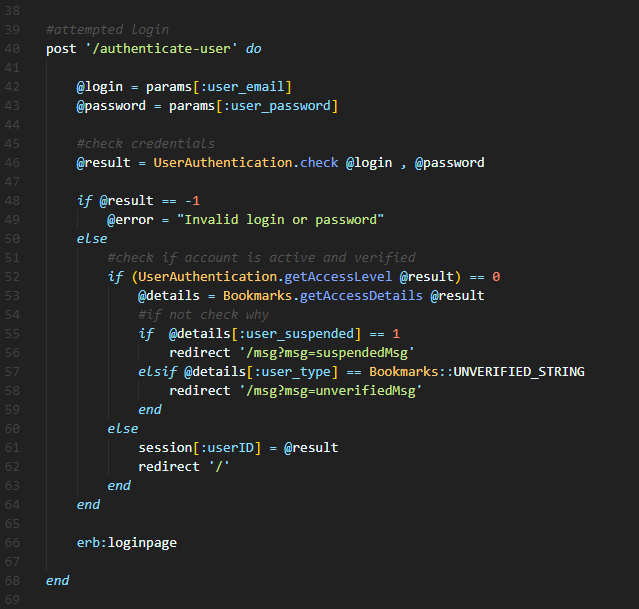 38
39 #attempted login
40 post '/authenticate-user' do
41
42 @login = params[:user_email]
43 @password = params[:user_password]
44
45 #check credentials
46 @result = UserAuthentication.check @login , @password
47
48 if @result == -1
49 @error = "Invalid login or password"
50 else
51 #check if account is active and verified
52 if (UserAuthentication.getAccessLevel @result) == 0
53 @details = Bookmarks.getAccessDetails @result
54 #if not check why
55 if  @details[:user_suspended] == 1
56 redirect '/msg?msg=suspendedMsg'
57 elsif @details[:user_type] == Bookmarks::UNVERIFIED_STRING
58 redirect '/msg?msg=unverifiedMsg'
59 end
60 else
61 session[:userID] = @result
62 redirect '/'
63 end
64 end
65
66 erb:loginpage
67
68 end
69